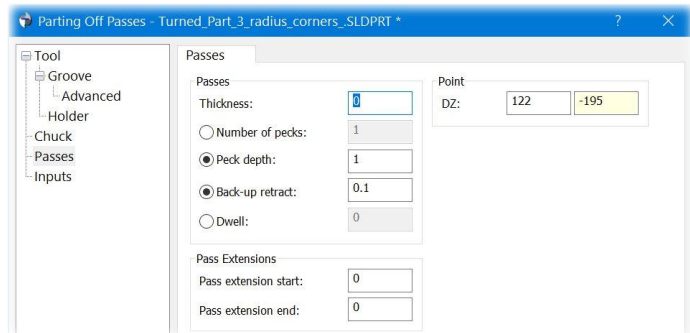 Parting Off Passes - Turned_Part_3_radius_corners_.SLDPRT * ?
Tool
Groove
Advanced
Holder
Chuck
Passes
Inputs
Passes
Passes
Thickness: 0
Number of pecks: 1
Peck depth: 1
Back-up retract: 0.1
Dwell: 0
Pass Extensions
Pass extension start: 0
Pass extension end: 0
Point
DZ: 122 -195